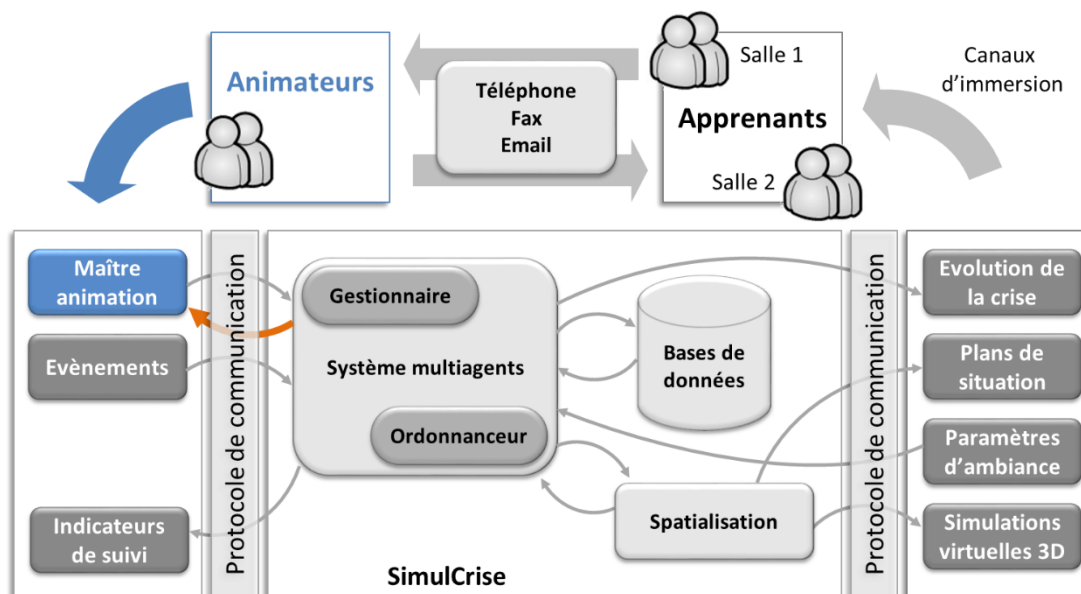 Animateurs
Téléphone
Fax
Email
Salle 1
Apprenants
Salle 2
Canaux
d’immersion
Maître
animation
Evènements
Indicateurs
de suivi
Protocole de communication
Gestionnaire
Système multiagents
Ordonnanceur
Bases de
données
Spatialisation
SimulCrise
Protocole de communication
Evolution de
la crise
Plans de
situation
Paramètres
d’ambiance
Simulations
virtuelles 3D